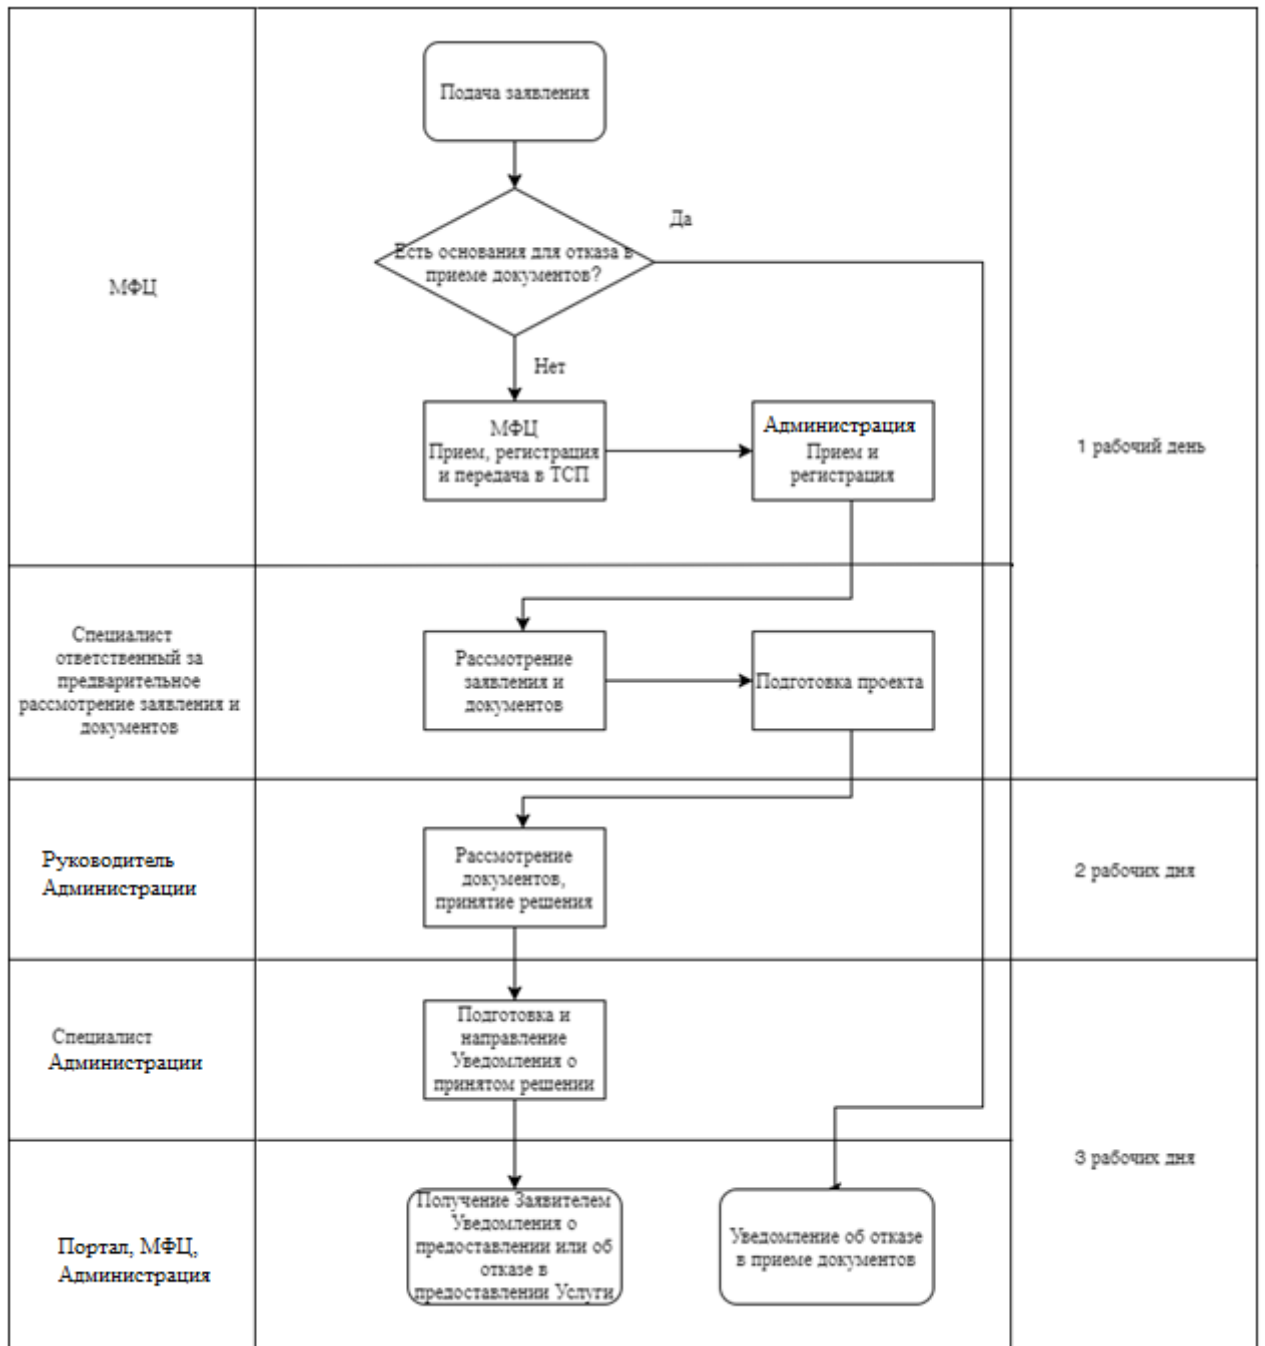 Подача заявления
Да
Есть основания для отказа в
приеме документов?
МФЦ
Нет
МФЦ
Прием, регистрация
и передача в ТСП
Администрация
Прием и
регистрация
1 рабочий день
Специалист
ответственный за
предварительное
рассмотрение заявления и
документов
Рассмотрение
заявления и
документов
Подготовка проекта
Руководитель
Администрации
Рассмотрение
документов,
принятие решения
2 рабочих дня
Специалист
Администрации
Подготовка и
направление
Уведомления о
принятом решении
3 рабочих дня
Портал, МФЦ,
Администрация
Получение Заявителем
Уведомления о
предоставлении или об
отказе в
предоставлении Услуги
Уведомление об отказе
в приеме документов